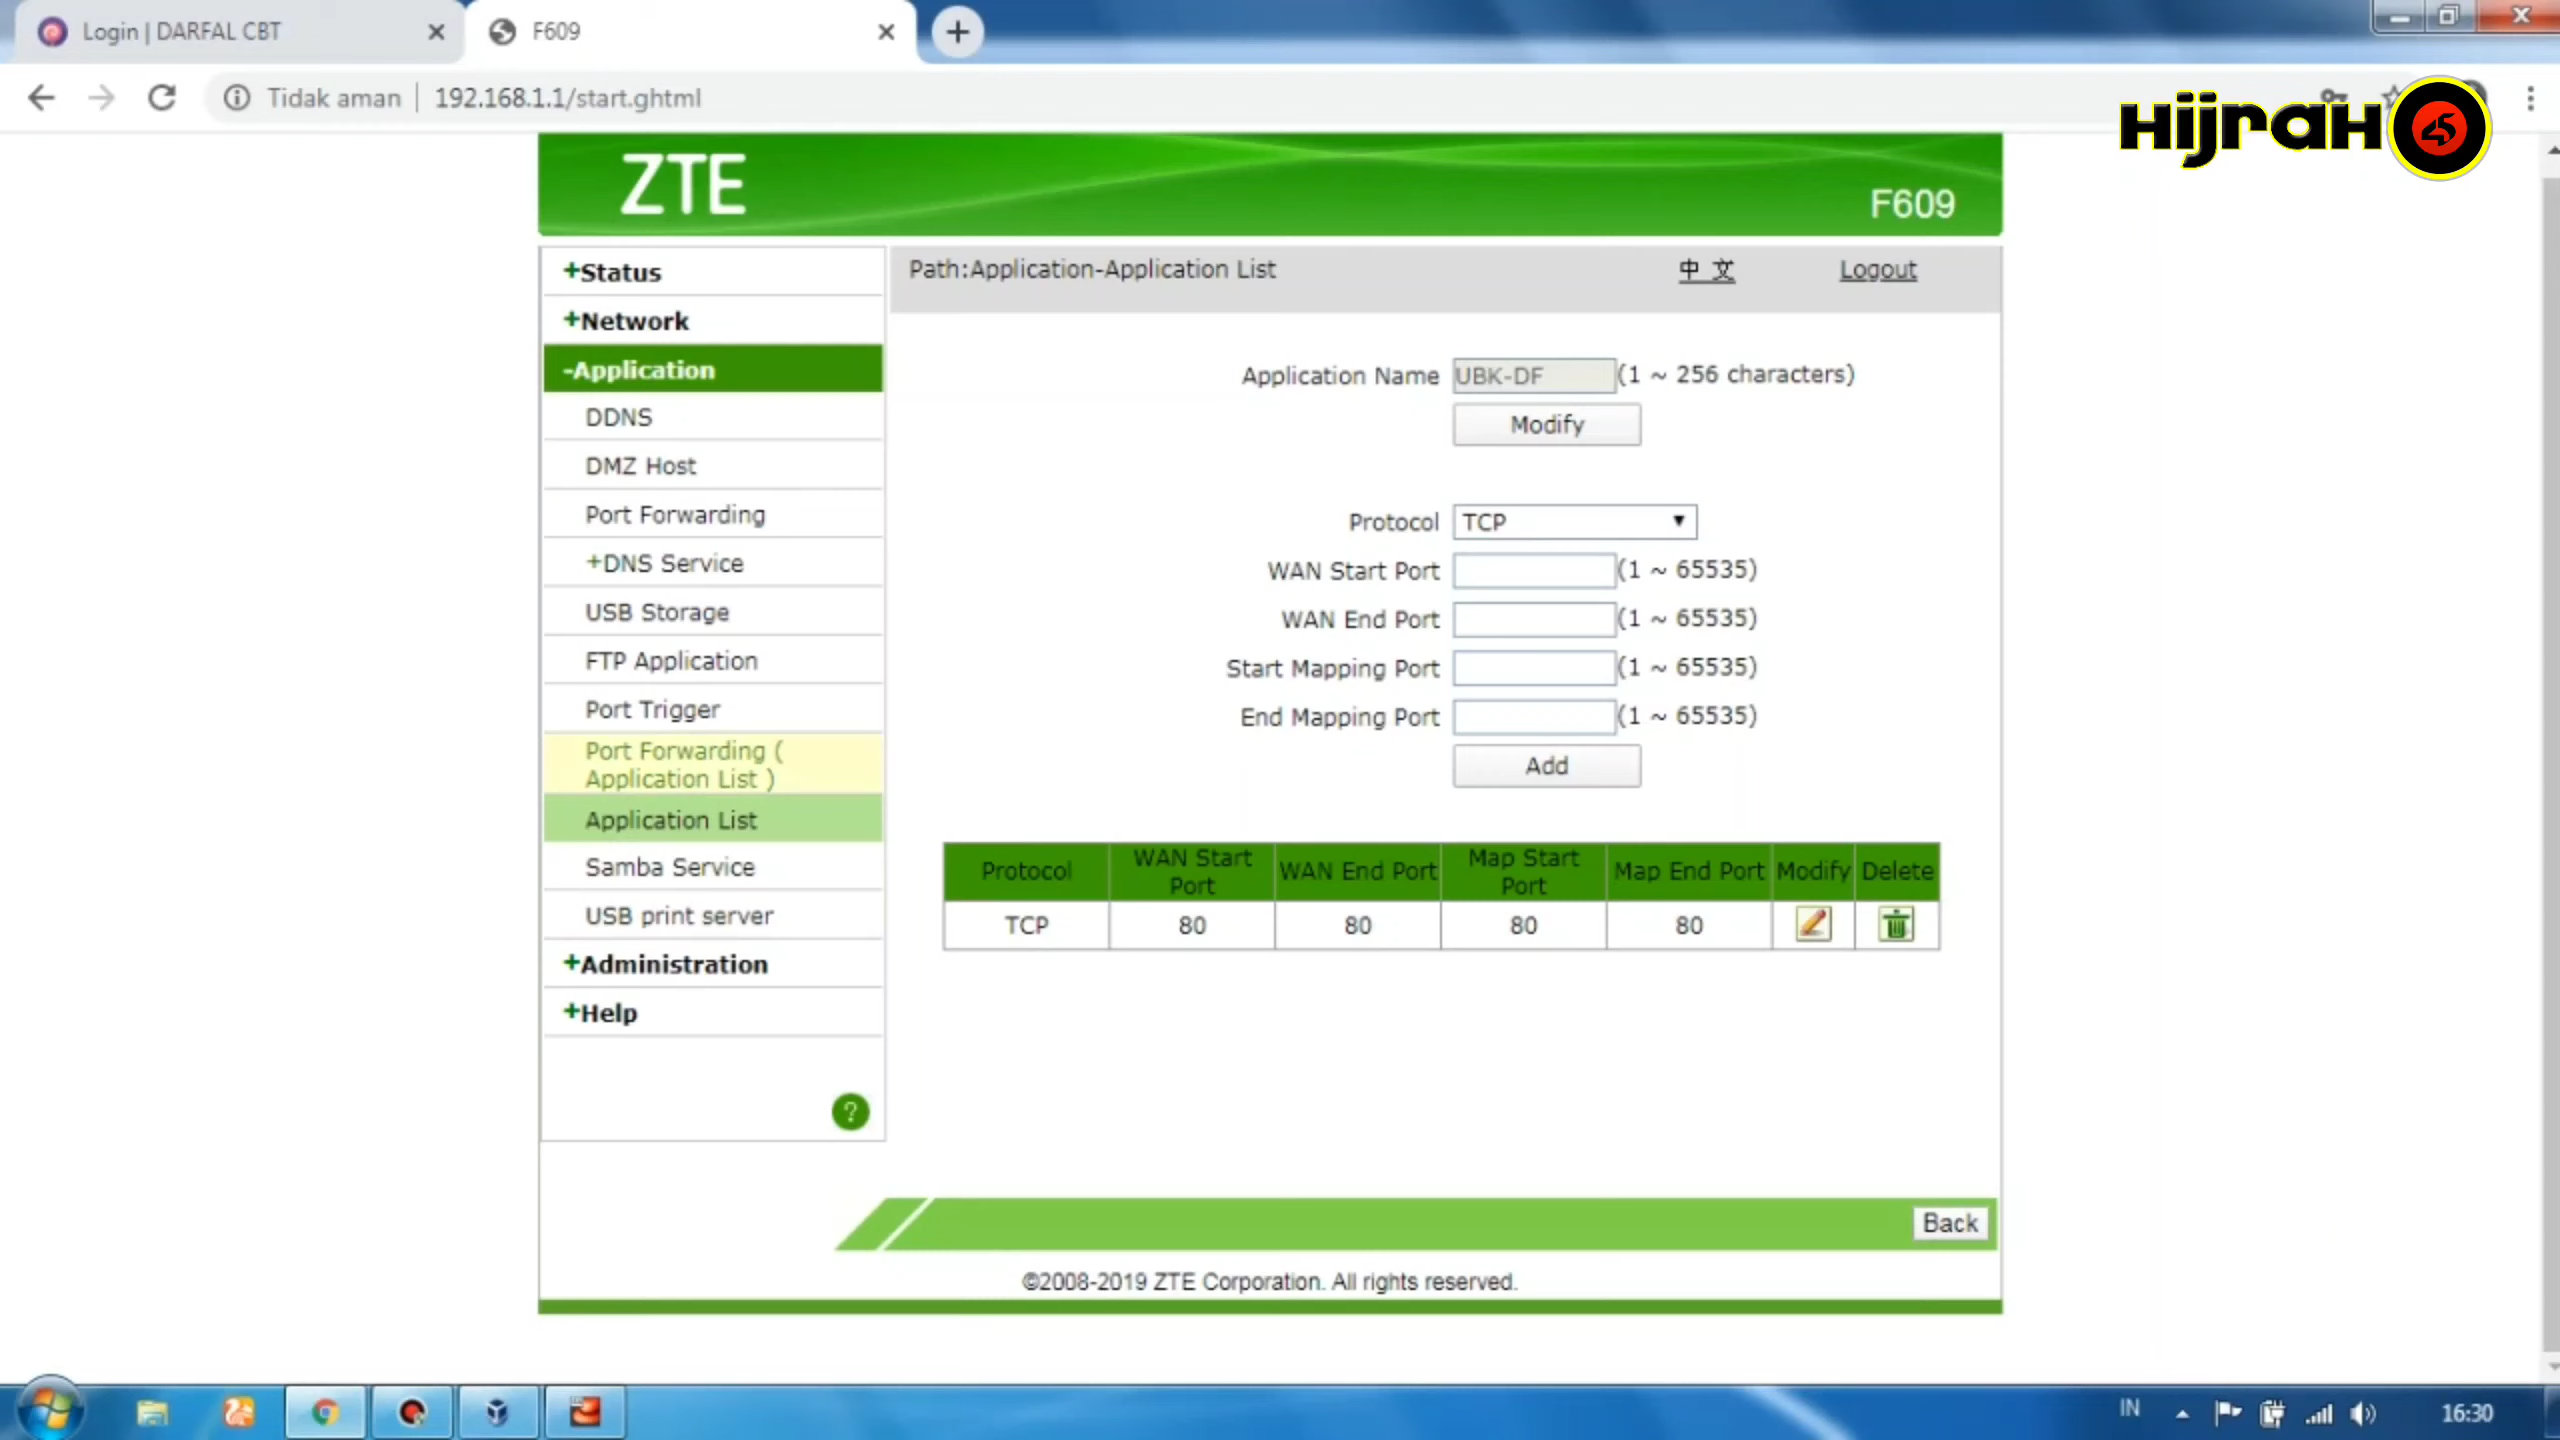 Login | DARFAL CBT
F609
Tidak aman
192.168.1.1/start.ghtml
HijraH 45
ZTE
F609
+Status
+Network
-Application
DDNS
DMZ Host
Port Forwarding
+DNS Service
USB Storage
FTP Application
Port Trigger
Port Forwarding (
Application List )
Application List
Samba Service
USB print server
+Administration
+Help
?
Path:Application-Application List
中 文
Logout
Application Name UBK-DF (1 ~ 256 characters)
Modify
Protocol TCP
WAN Start Port (1 ~ 65535)
WAN End Port (1 ~ 65535)
Start Mapping Port (1 ~ 65535)
End Mapping Port (1 ~ 65535)
Add
Protocol WAN Start Port WAN End Port Map Start Port Map End Port Modify Delete
TCP 80 80 80 80
Back
©2008-2019 ZTE Corporation. All rights reserved.
IN
16:30